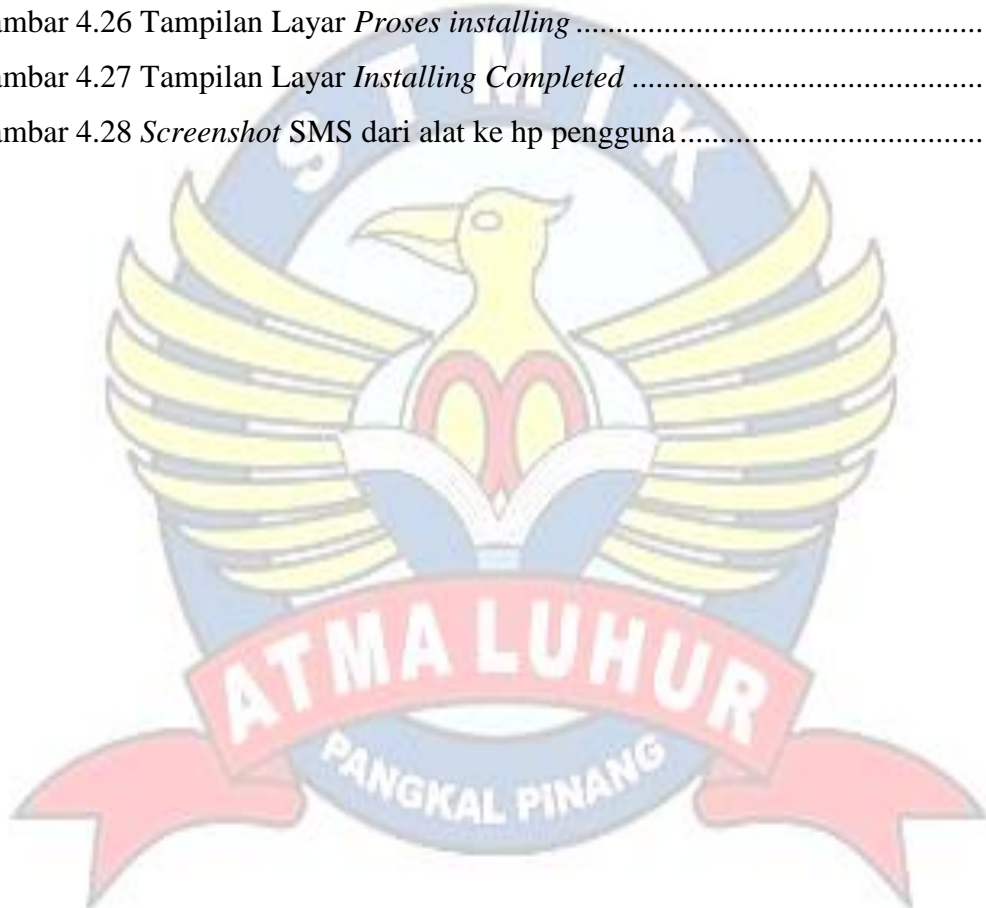 ambar 4.26 Tampilan Layar Proses installing ...................................................
ambar 4.27 Tampilan Layar Installing Completed ............................................
ambar 4.28 Screenshot SMS dari alat ke hp pengguna ......................................
STMIK
ATMA LUHUR
PANGKAL PINANG